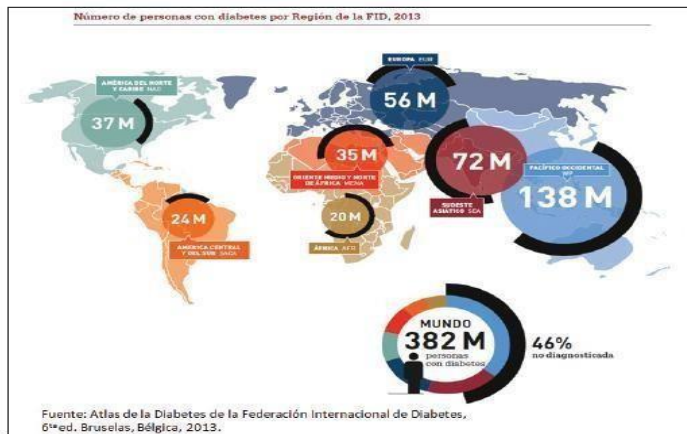 Número de personas con diabetes por Región de la FID, 2013
AMÉRICA DEL NORTE
Y CARIBE NAC
37 M
EUROPA EUR
56 M
35 M
ORIENTE MEDIO Y NORTE
DE ÁFRICA MENA
72 M
SUDESTE
ASIÁTICO SEA
PACÍFICO OCCIDENTAL
WP
138 M
24 M
AMÉRICA CENTRAL
Y DEL SUR SACA
20 M
ÁFRICA AFR
MUNDO
382 M
personas
con diabetes
46%
no diagnosticada
Fuente: Atlas de la Diabetes de la Federación Internacional de Diabetes,
6ta ed. Bruselas, Bélgica, 2013.